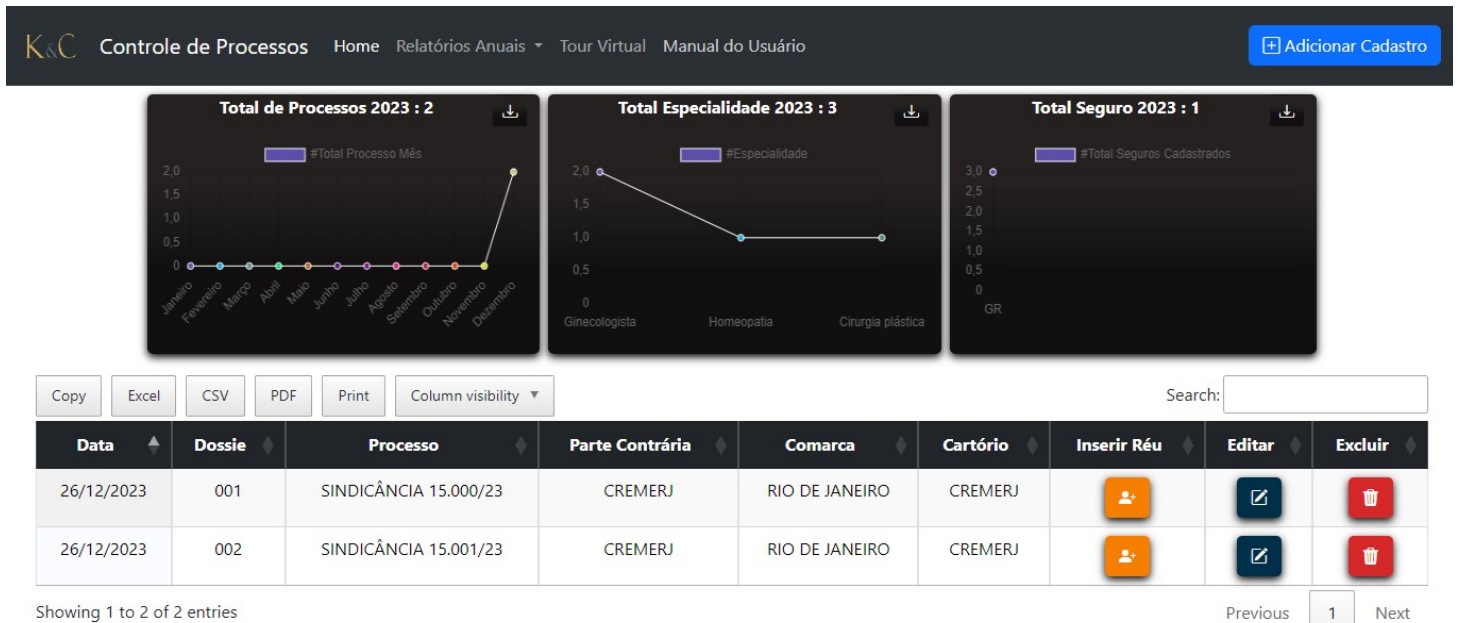 K&C Controle de Processos Home Relatórios Anuais Tour Virtual Manual do Usuário Adicionar Cadastro
Total de Processos 2023 : 2
#Total Processo Mês
2,0
1,5
1,0
0,5
0
Janeiro Fevereiro Março Abril Maio Junho Julho Agosto Setembro Outubro Novembro Dezembro
Total Especialidade 2023 : 3
#Especialidade
2,0
1,5
1,0
0,5
0
Ginecologista Homeopatia Cirurgia plástica
Total Seguro 2023 : 1
#Total Seguros Cadastrados
3,0
2,5
2,0
1,5
1,0
0,5
0
GR
Copy Excel CSV PDF Print Column visibility Search:
Data Dossie Processo Parte Contrária Comarca Cartório Inserir Réu Editar Excluir
26/12/2023 001 SINDICÂNCIA 15.000/23 CREMERJ RIO DE JANEIRO CREMERJ
26/12/2023 002 SINDICÂNCIA 15.001/23 CREMERJ RIO DE JANEIRO CREMERJ
Showing 1 to 2 of 2 entries Previous 1 Next